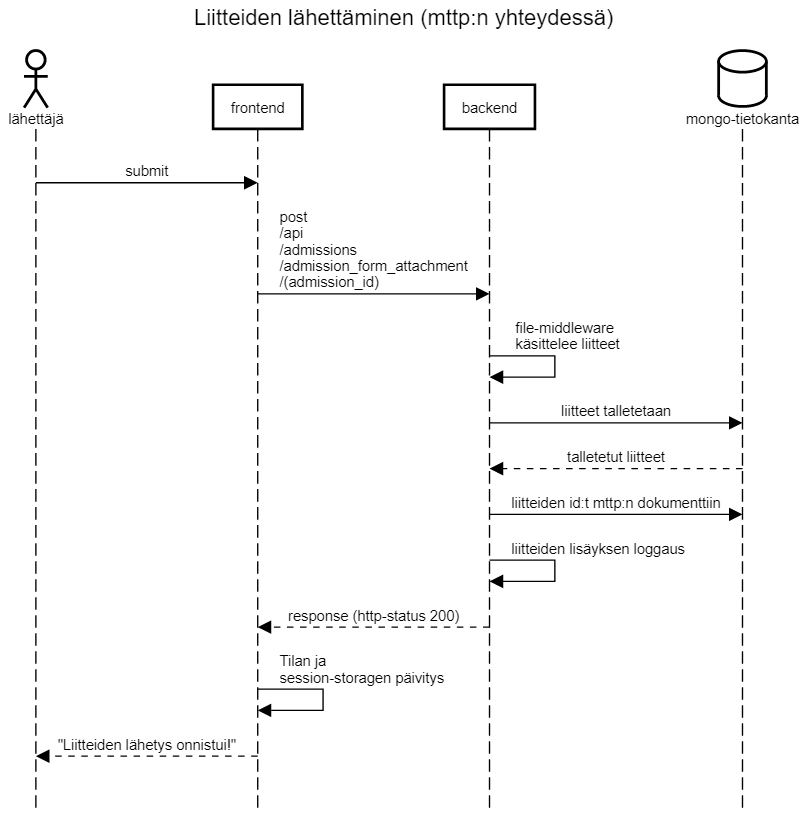 Liitteiden lähettäminen (mttp:n yhteydessä)
lähettäjä
frontend
backend
mongo-tietokanta
submit
post
/api
/admissions
/admission_form_attachment
/(admission_id)
file-middleware
käsittelee liitteet
liitteet talletetaan
talletetut liitteet
liitteiden id:t mttp:n dokumenttiin
liitteiden lisäyksen loggaus
response (http-status 200)
Tilan ja
session-storagen päivitys
"Liitteiden lähetys onnistui!"